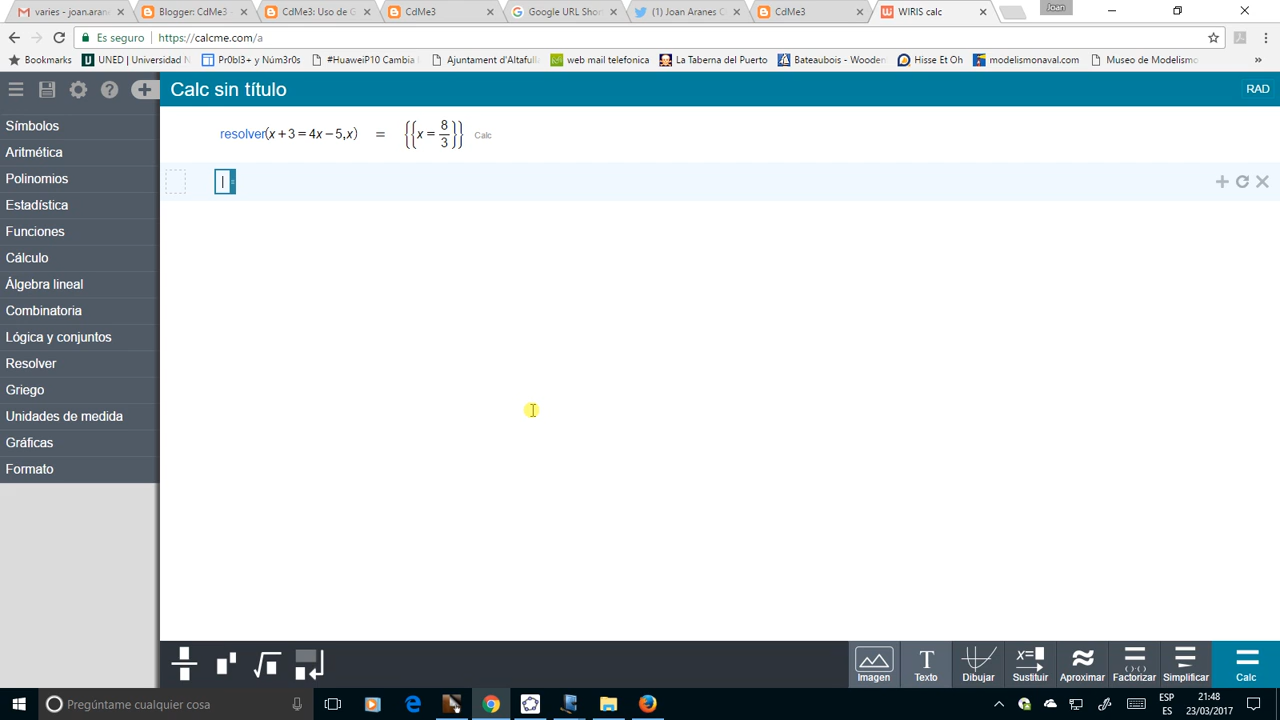 varies - joan.aran
Blogger: CdMe3 -
CdMe3: Uso de G
CdMe3
Google URL Shor
(1) Joan Aranes
CdMe3
WIRIS calc
Joan
Es seguro https://calcme.com/a
Bookmarks UNED | Universidad N Pr0bl3+ y Núm3r0s #HuaweiP10 Cambia Ajuntament d'Altafull web mail telefonica La Taberna del Puerto Bateaubois - Wooden Hisse Et Oh modelismonaval.com Museo de Modelismo »
Calc sin título RAD
Símbolos
Aritmética
Polinomios
Estadística
Funciones
Cálculo
Álgebra lineal
Combinatoria
Lógica y conjuntos
Resolver
Griego
Unidades de medida
Gráficas
Formato
resolver(x+3=4x−5,x) = {{x=8/3}} Calc
Imagen
T
Texto
Dibujar
x=
Sustituir
≈
Aproximar
Factorizar
Simplificar
=
Calc
Pregúntame cualquier cosa
ESP
ES
21:48
23/03/2017